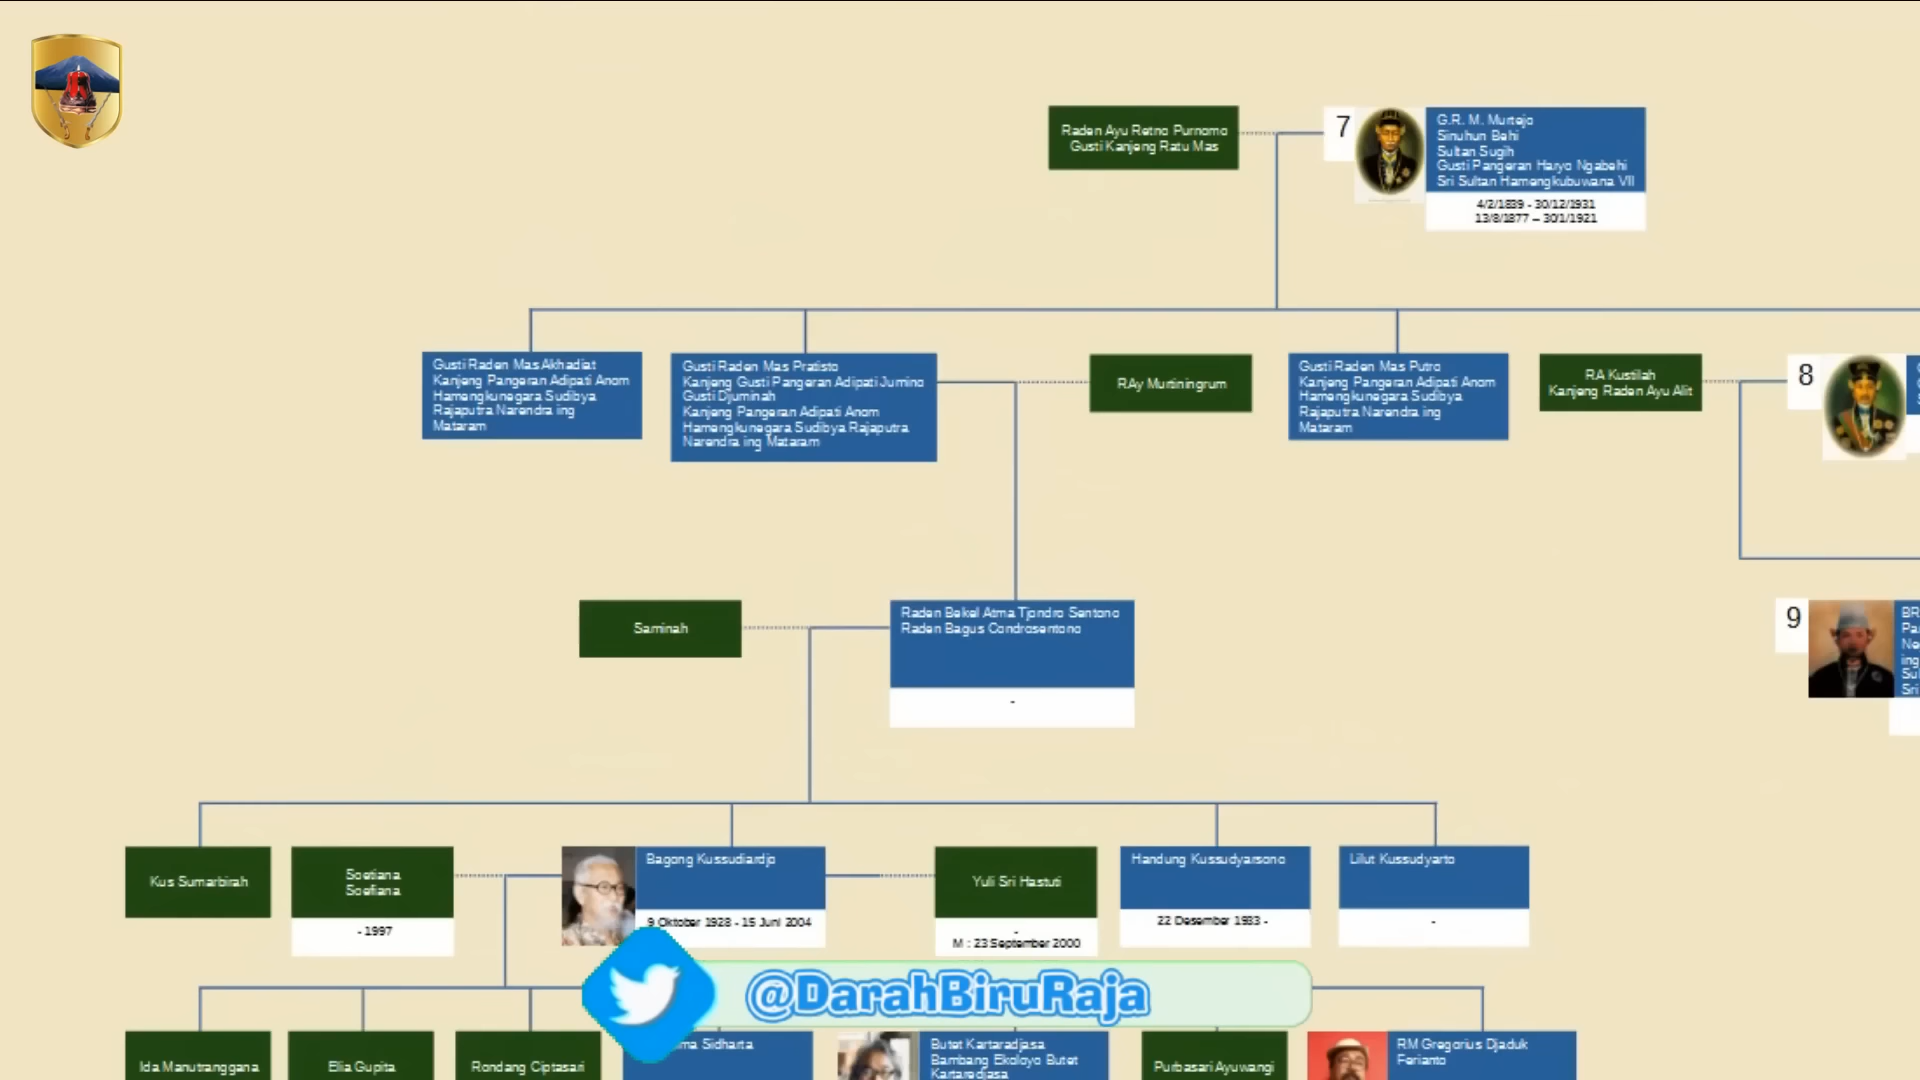 Raden Ayu Retno Purnomo
Gusti Kanjeng Ratu Mas
7
G.R. M. Murtejo
Sinuhun Behi
Sultan Sugih
Gusti Pangeran Haryo Ngabehi
Sri Sultan Hamengkubuwana VII
4/2/1839 - 30/12/1931
13/8/1877 – 30/1/1921
Gusti Raden Mas Akhadiat
Kanjeng Pangeran Adipati Anom
Hamengkunegara Sudibya
Rajaputra Narendra ing
Mataram
Gusti Raden Mas Pratisto
Kanjeng Gusti Pangeran Adipati Jumino
Gusti Djuminah
Kanjeng Pangeran Adipati Anom
Hamengkunegara Sudibya Rajaputra
Narendra ing Mataram
RAy Murtiningrum
Gusti Raden Mas Putro
Kanjeng Pangeran Adipati Anom
Hamengkunegara Sudibya
Rajaputra Narendra ing
Mataram
RA Kustilah
Kanjeng Raden Ayu Alit
8
Saminah
Raden Bekel Atma Tjondro Sentono
Raden Bagus Condrosentono
-
9
BR
Pa
Ne
ing
Su
Sri
Kus Sumarbirah
Soetiana
Soefiana
- 1997
Bagong Kussudiardjo
9 Oktober 1928 - 15 Juni 2004
Yuli Sri Hastuti
-
M : 23 September 2000
Handung Kussudyarsono
22 Desember 1933 -
Lilut Kussudyarto
-
@DarahBiruRaja
Ida Manutranggana
Elia Gupita
Rondang Ciptasari
ma Sidharta
Butet Kartaradjasa
Bambang Ekoloyo Butet
Kartaredjasa
Purbasari Ayuwangi
RM Gregorius Djaduk
Ferianto